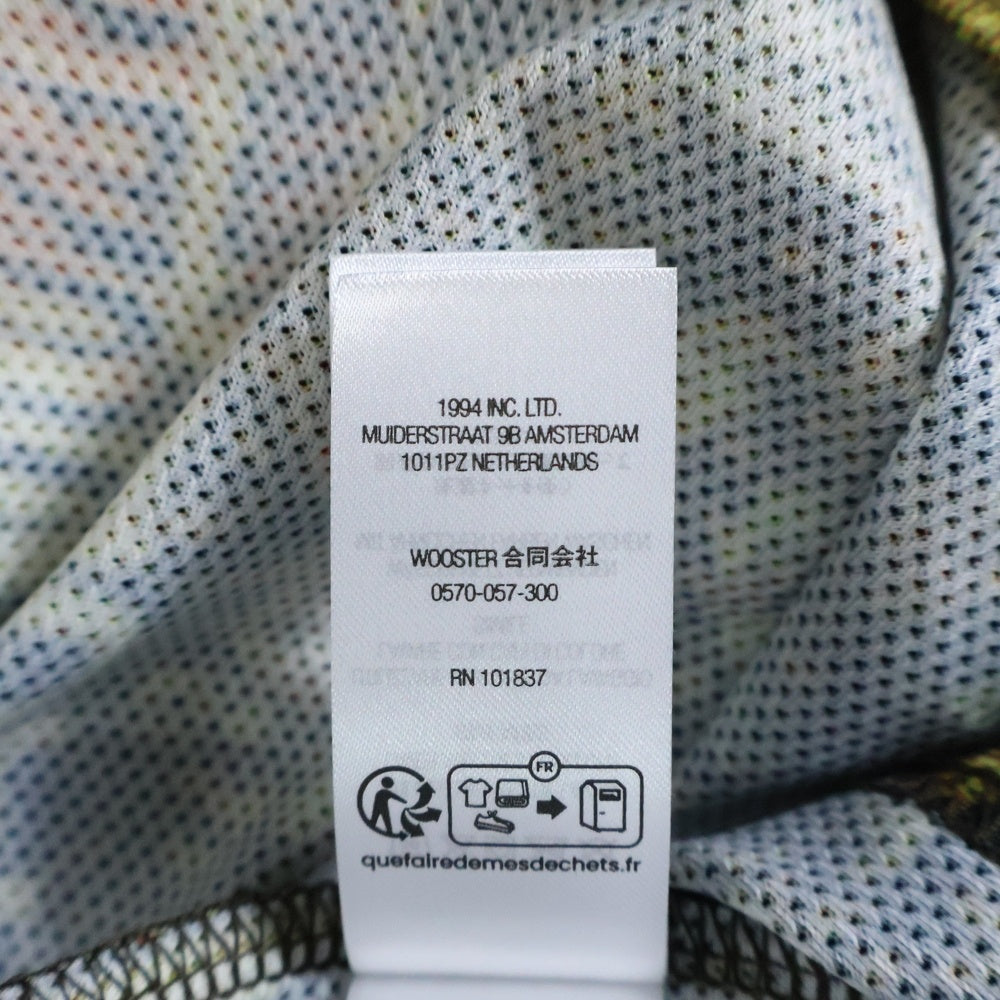 1994 INC. LTD.
MUIDERSTRAAT 9B AMSTERDAM
1011PZ NETHERLANDS
WOOSTER 合同会社
0570-057-300
RN 101837
FR
quefairedemesdechets.fr